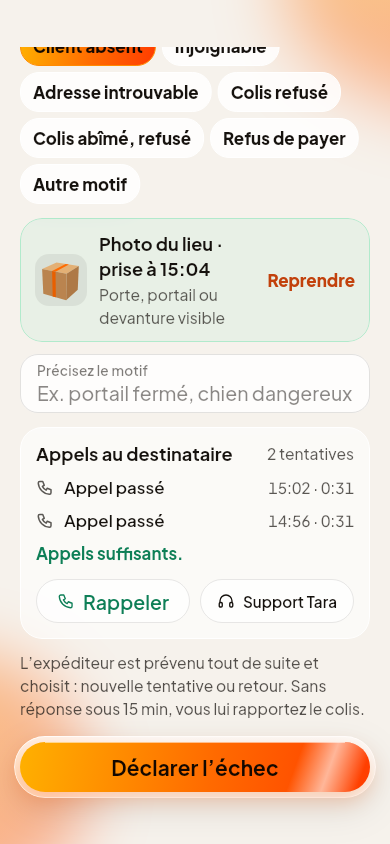 Client absent
Injoignable
Adresse introuvable
Colis refusé
Colis abîmé, refusé
Refus de payer
Autre motif
Photo du lieu ·
prise à 15:04
Porte, portail ou
devanture visible
Reprendre
Précisez le motif
Ex. portail fermé, chien dangereux
Appels au destinataire
2 tentatives
Appel passé
15:02 · 0:31
Appel passé
14:56 · 0:31
Appels suffisants.
Rappeler
Support Tara
L’expéditeur est prévenu tout de suite et
choisit : nouvelle tentative ou retour. Sans
réponse sous 15 min, vous lui rapportez le colis.
Déclarer l’échec